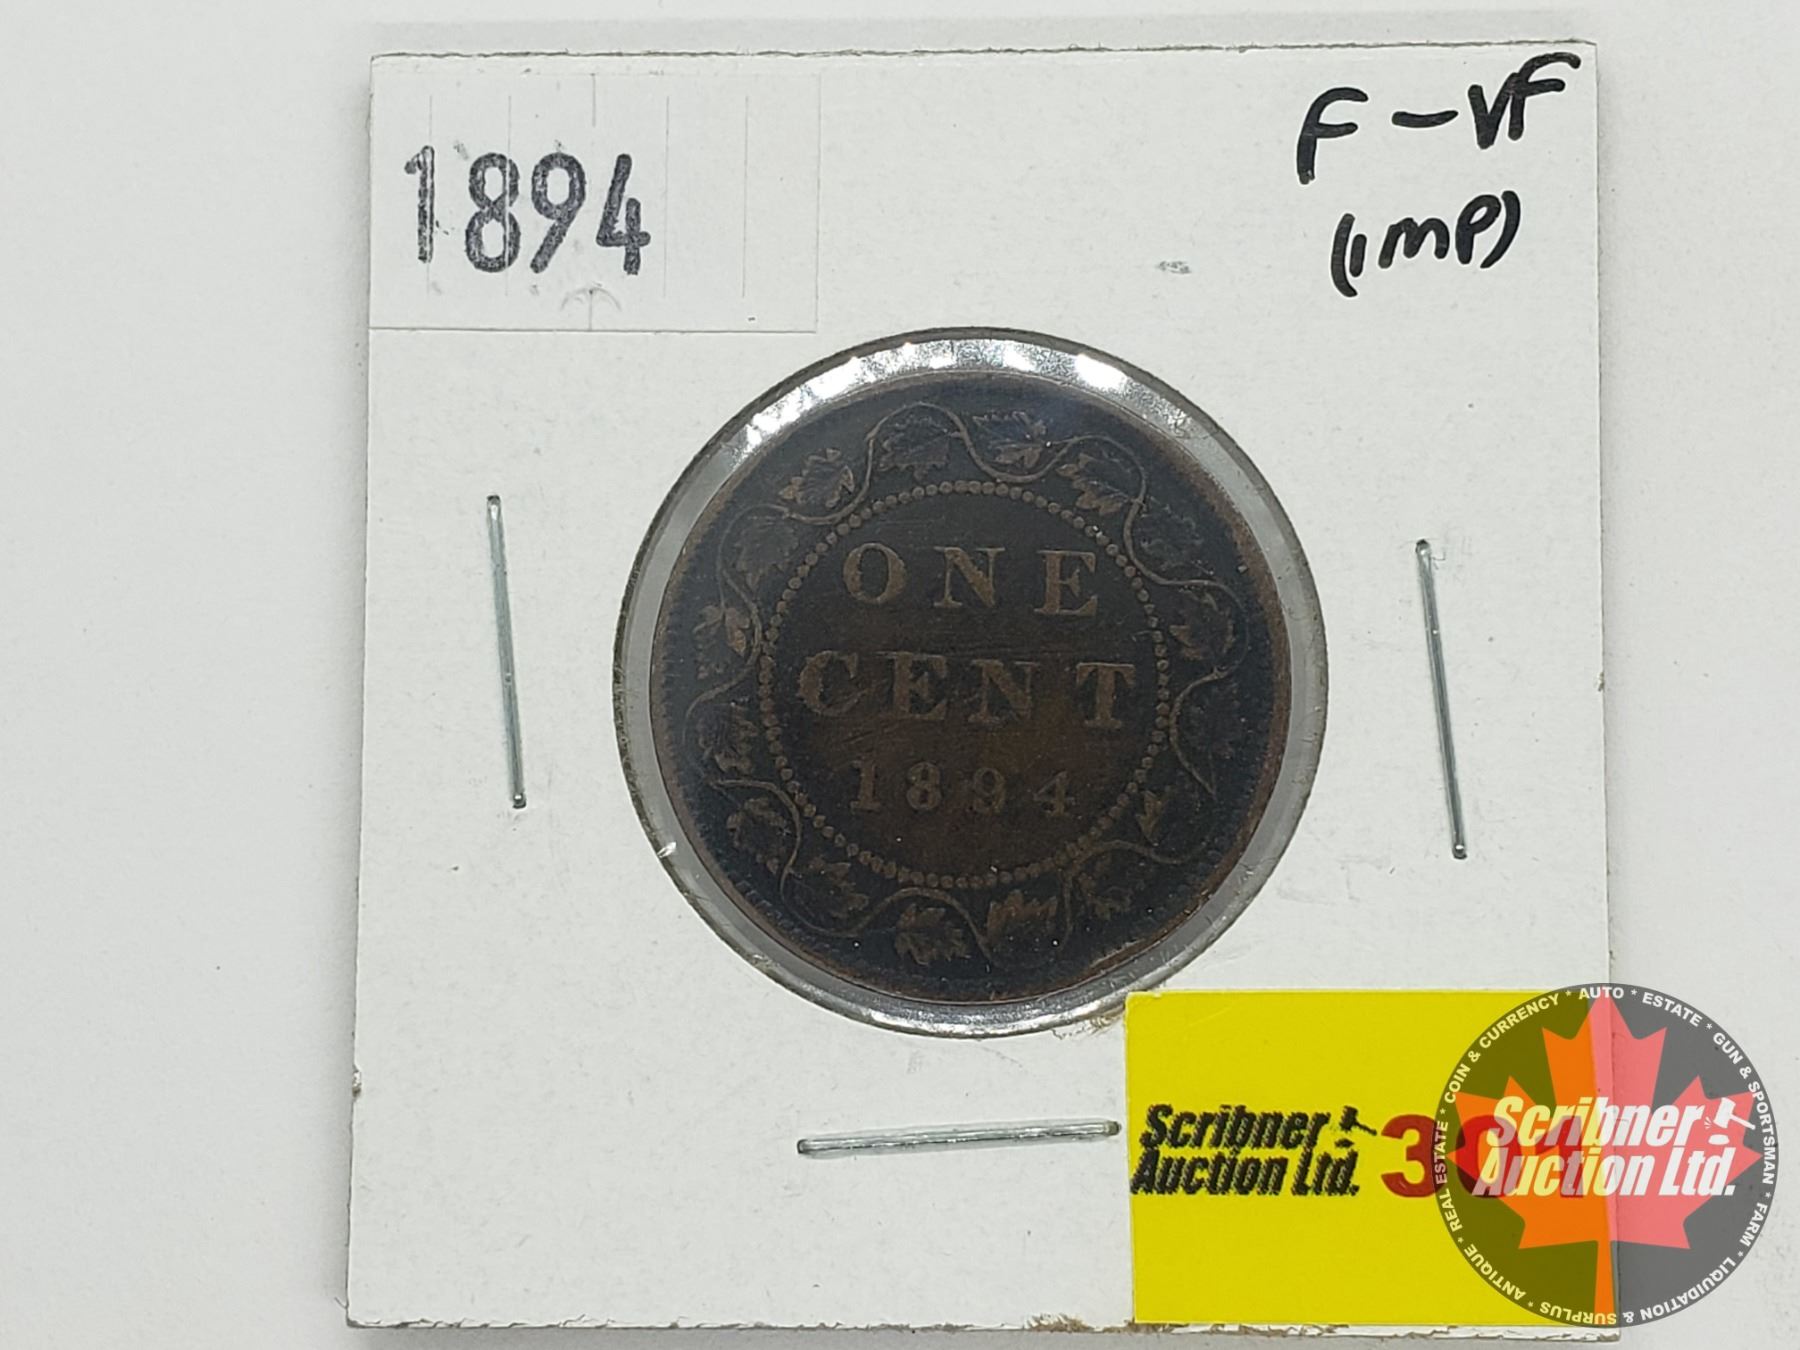 1894
F-VF
(IMP)
ONE
CENT
1894
Scribner
Auction Ltd.
Scribner
Auction Ltd.
COIN & CURRENCY * AUTO * ESTATE * GUN & SPORTSMAN * FARM * LIQUIDATION & SURPLUS * ANTIQUE * REAL ESTATE *